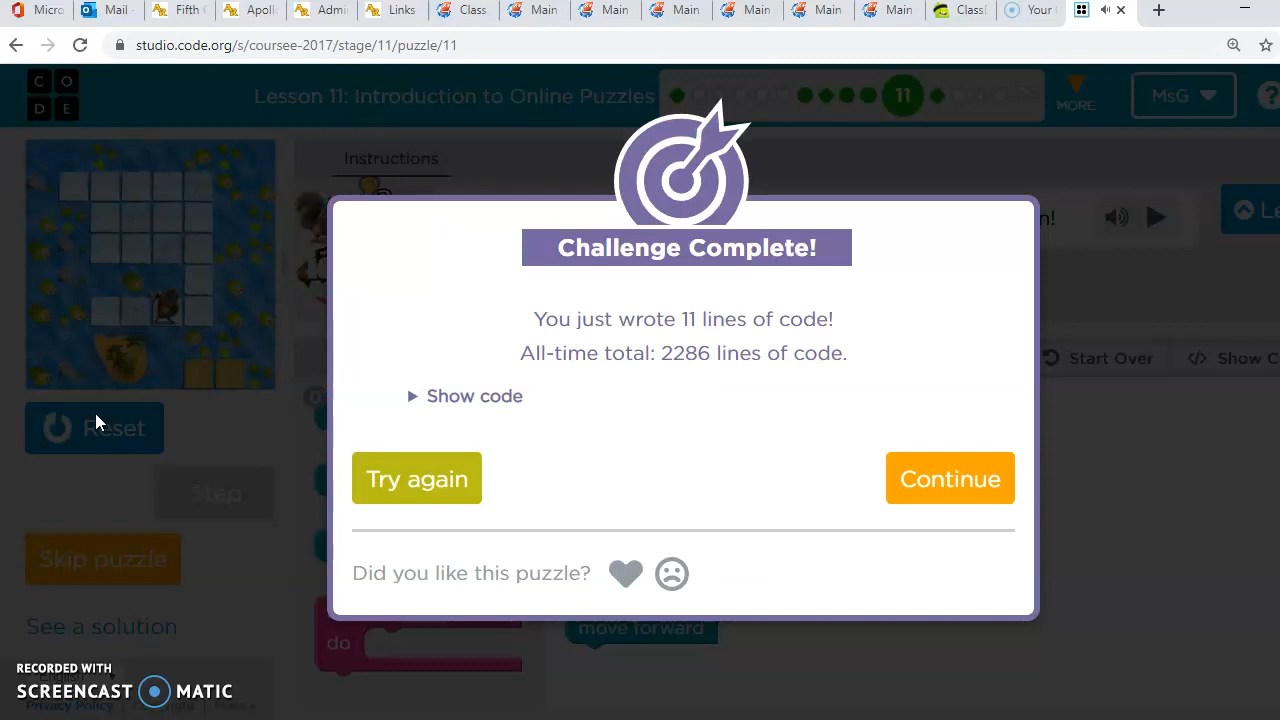 Micro
Mail -
Fifth
Apoll
Admi
Links
Class
Main
Main
Main
Main
Main
Main
Class
Your
studio.code.org/s/coursee-2017/stage/11/puzzle/11
C O
D E
Lesson 11: Introduction to Online Puzzles
11
MORE
MsG
?
Instructions
n!
Challenge Complete!
You just wrote 11 lines of code!
All-time total: 2286 lines of code.
Show code
Start Over
Show C
Reset
Step
Try again
Continue
Skip puzzle
Did you like this puzzle?
See a solution
move forward
do
RECORDED WITH
SCREENCAST MATIC
English
Privacy Policy